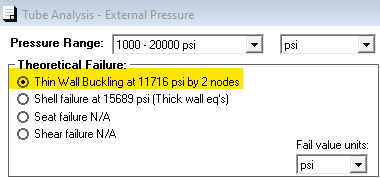 Tube Analysis - External Pressure
Pressure Range: 1000 - 20000 psi psi
Theoretical Failure:
Thin Wall Buckling at 11716 psi by 2 nodes
Shell failure at 15689 psi (Thick wall eq's)
Seat failure N/A
Shear failure N/A
Fail value units:
psi